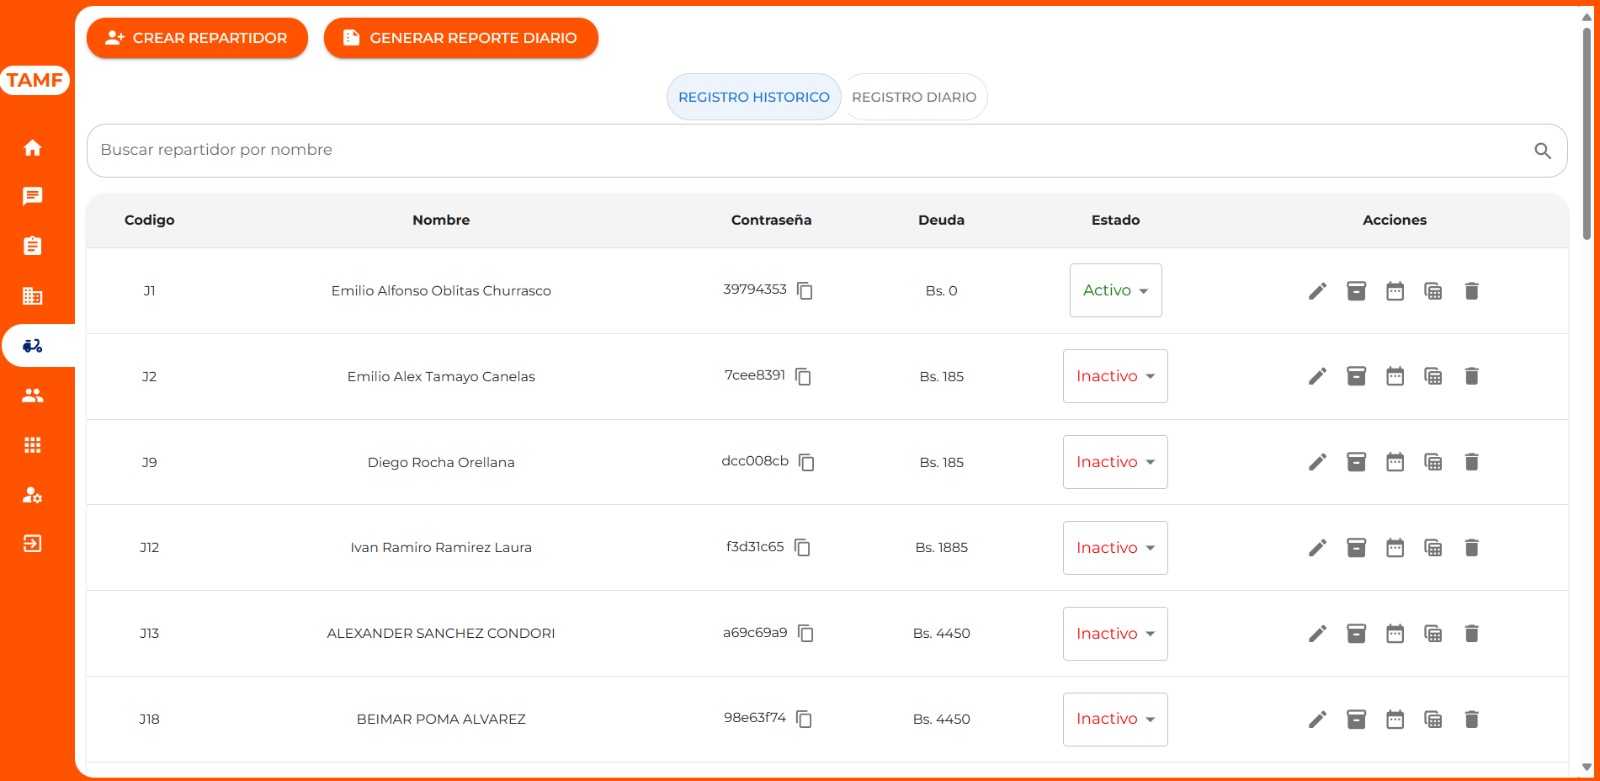 CREAR REPARTIDOR
GENERAR REPORTE DIARIO
TAMF
REGISTRO HISTORICO
REGISTRO DIARIO
Buscar repartidor por nombre
Codigo Nombre Contraseña Deuda Estado Acciones
J1 Emilio Alfonso Oblitas Churrasco 39794353 Bs. 0 Activo
J2 Emilio Alex Tamayo Canelas 7cee8391 Bs. 185 Inactivo
J9 Diego Rocha Orellana dcc008cb Bs. 185 Inactivo
J12 Ivan Ramiro Ramirez Laura f3d31c65 Bs. 1885 Inactivo
J13 ALEXANDER SANCHEZ CONDORI a69c69a9 Bs. 4450 Inactivo
J18 BEIMAR POMA ALVAREZ 98e63f74 Bs. 4450 Inactivo